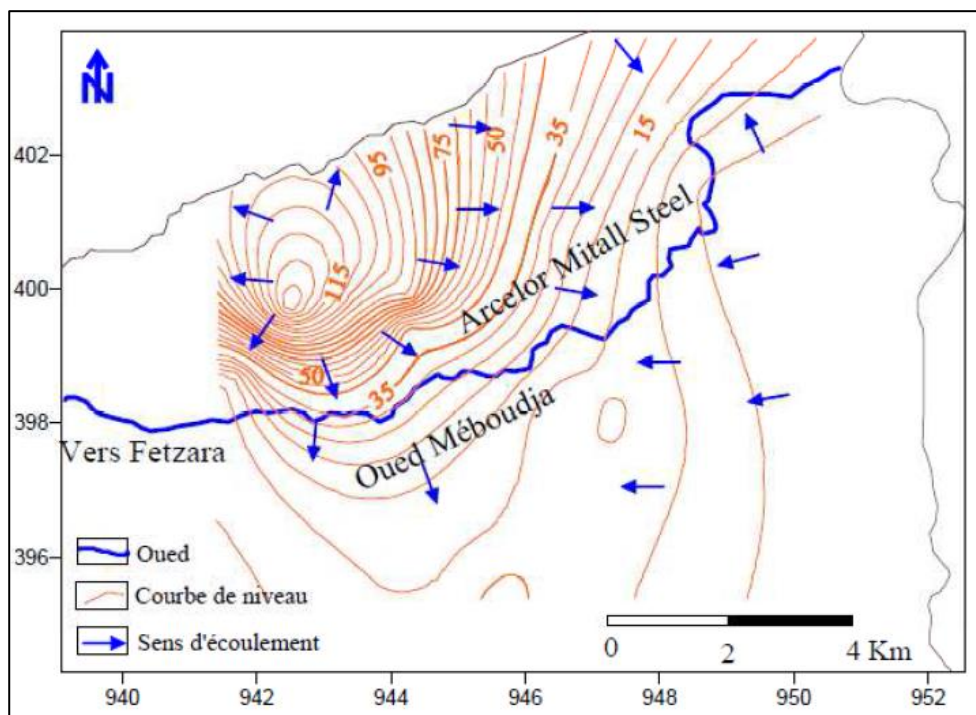 N
402
400
398
396
940
942
944
946
948
950
952
95
75
50
35
15
115
50
35
Arcelor Mitall Steel
Oued Méboudja
Vers Fetzara
Oued
Courbe de niveau
Sens d'écoulement
0
2
4 Km